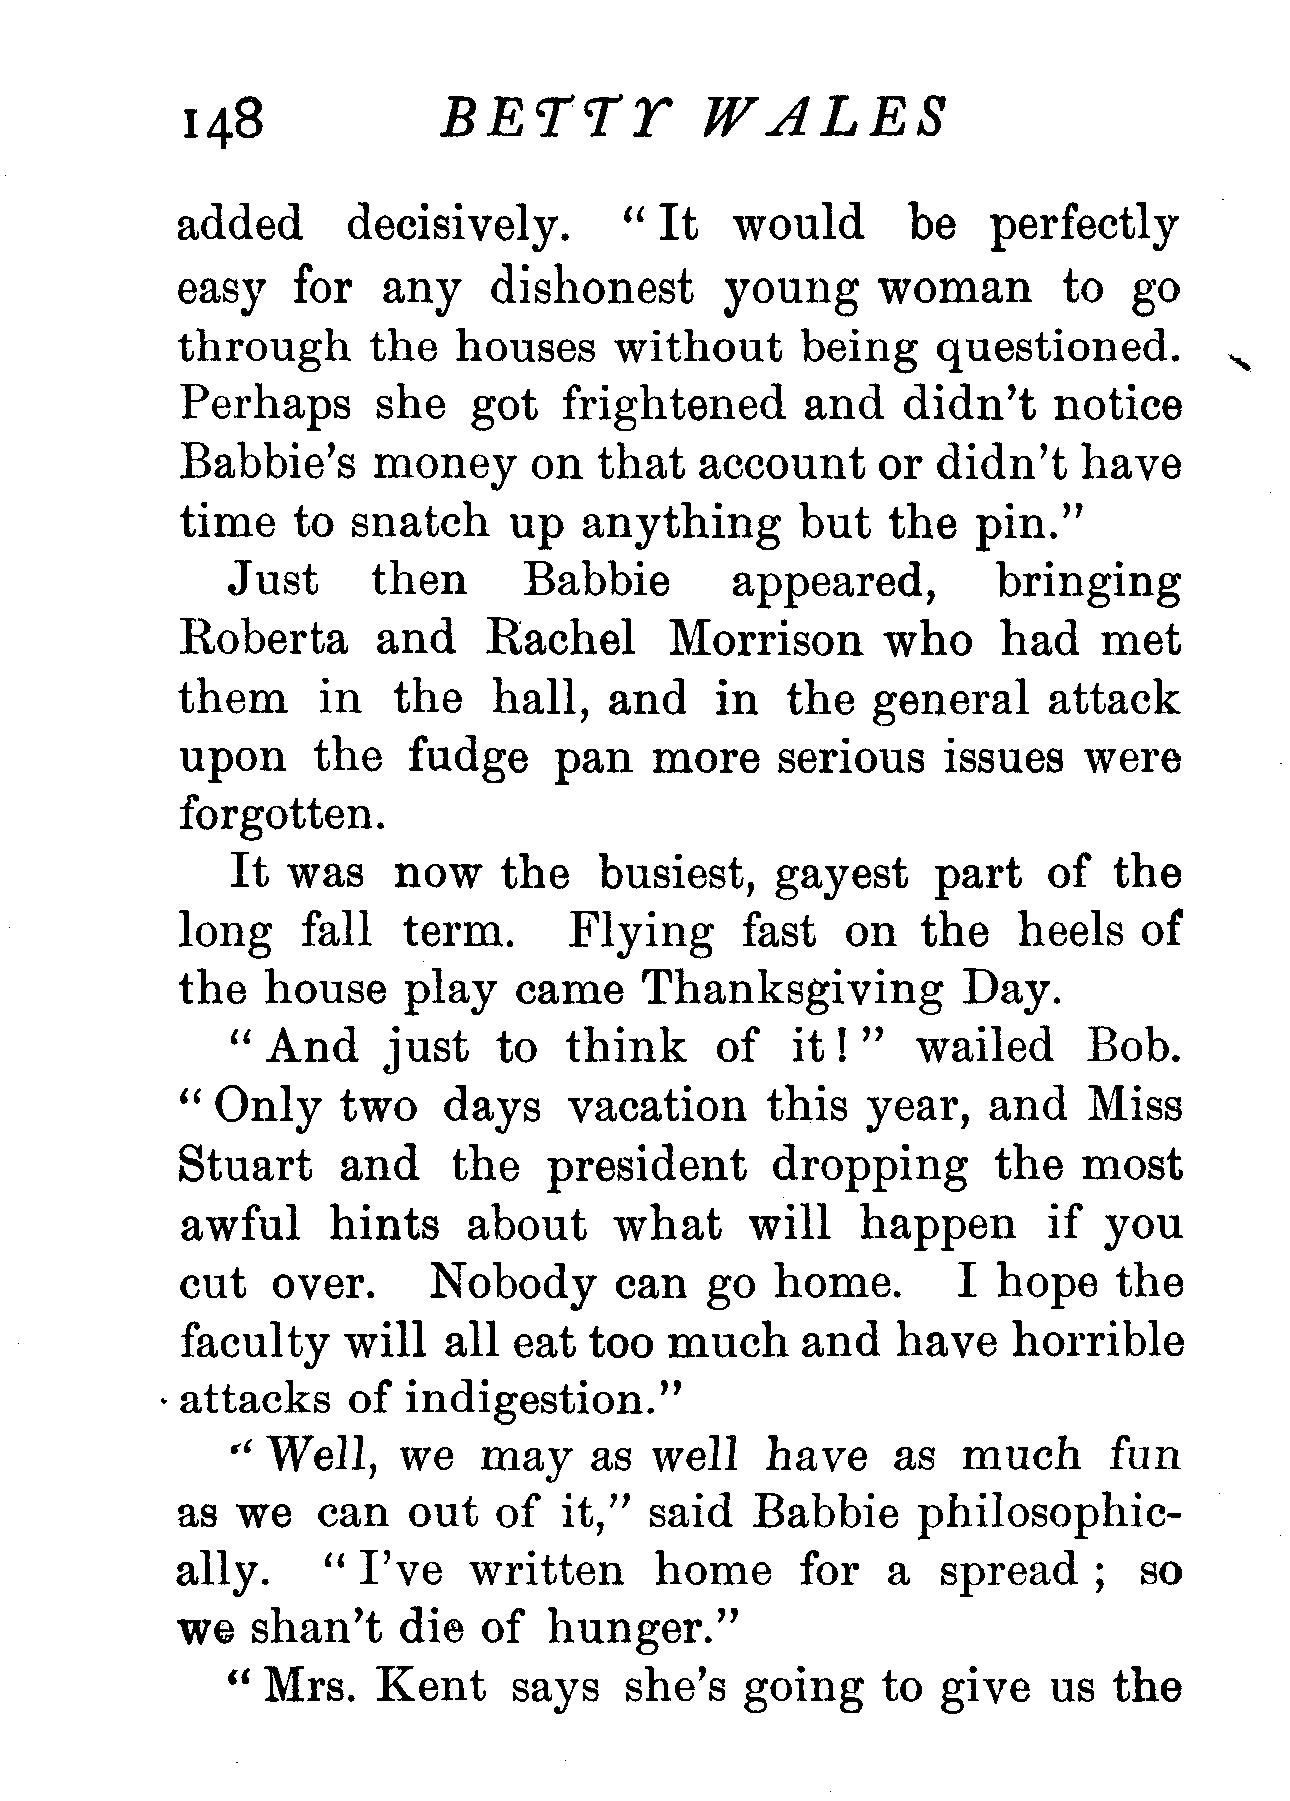 148 BETTY WALES
added decisively. “ It would be perfectly
easy for any dishonest young woman to go
through the houses without being questioned.
Perhaps she got frightened and didn’t notice
Babbie’s money on that account or didn’t have
time to snatch up anything but the pin.”
Just then Babbie appeared, bringing
Roberta and Rachel Morrison who had met
them in the hall, and in the general attack
upon the fudge pan more serious issues were
forgotten.
It was now the busiest, gayest part of the
long fall term. Flying fast on the heels of
the house play came Thanksgiving Day.
“ And just to think of it ! ” wailed Bob.
“ Only two days vacation this year, and Miss
Stuart and the president dropping the most
awful hints about what will happen if you
cut over. Nobody can go home. I hope the
faculty will all eat too much and have horrible
attacks of indigestion.”
“ Well, we may as well have as much fun
as we can out of it,” said Babbie philosophic-
ally. “ I’ve written home for a spread ; so
we shan’t die of hunger.”
“ Mrs. Kent says she’s going to give us the